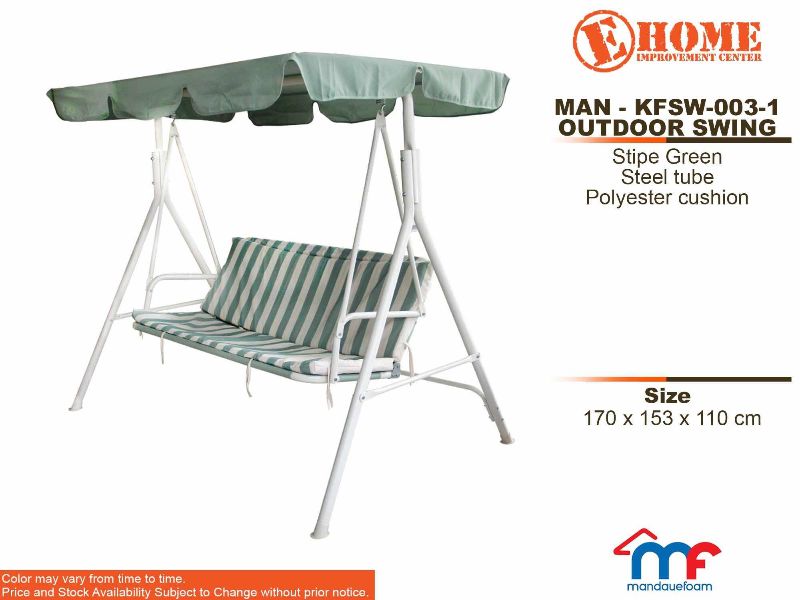 E HOME
IMPROVEMENT CENTER
MAN - KFSW-003-1
OUTDOOR SWING
Stipe Green
Steel tube
Polyester cushion
Size
170 x 153 x 110 cm
mf
mandauefoam
Color may vary from time to time.
Price and Stock Availability Subject to Change without prior notice.